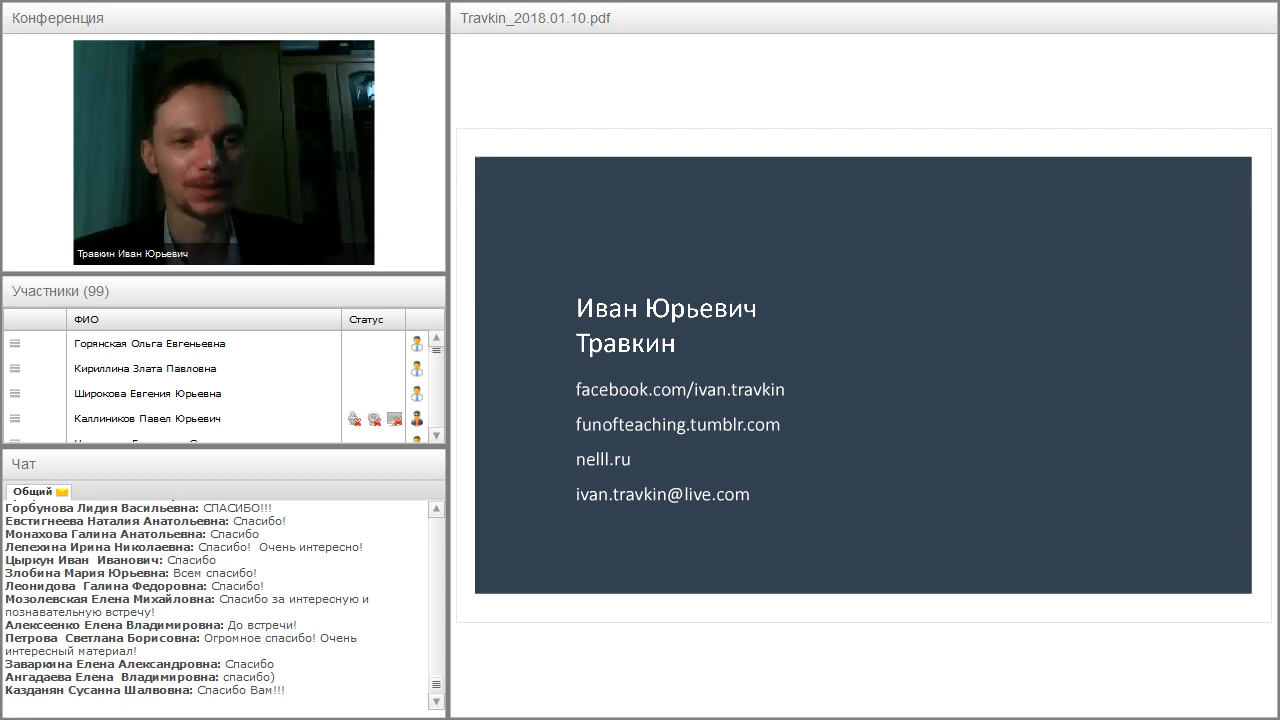 Конференция
Травкин Иван Юрьевич
Участники (99)
ФИО
Статус
Горянская Ольга Евгеньевна
Кириллина Злата Павловна
Широкова Евгения Юрьевна
Каллиников Павел Юрьевич
Чат
Общий
Горбунова Лидия Васильевна: СПАСИБО!!!
Евстигнеева Наталия Анатольевна: Спасибо!
Монахова Галина Анатольевна: Спасибо
Лепехина Ирина Николаевна: Спасибо! Очень интересно!
Цыркун Иван Иванович: Спасибо
Злобина Мария Юрьевна: Всем спасибо!
Леонидова Галина Федоровна: Спасибо!
Мозолевская Елена Михайловна: Спасибо за интересную и
познавательную встречу!
Алексеенко Елена Владимировна: До встречи!
Петрова Светлана Борисовна: Огромное спасибо! Очень
интересный материал!
Заваркина Елена Александровна: Спасибо
Ангадаева Елена Владимировна: спасибо)
Казданян Сусанна Шалвовна: Спасибо Вам!!!
Travkin_2018.01.10.pdf
Иван Юрьевич
Травкин
facebook.com/ivan.travkin
funofteaching.tumblr.com
nelll.ru
ivan.travkin@live.com